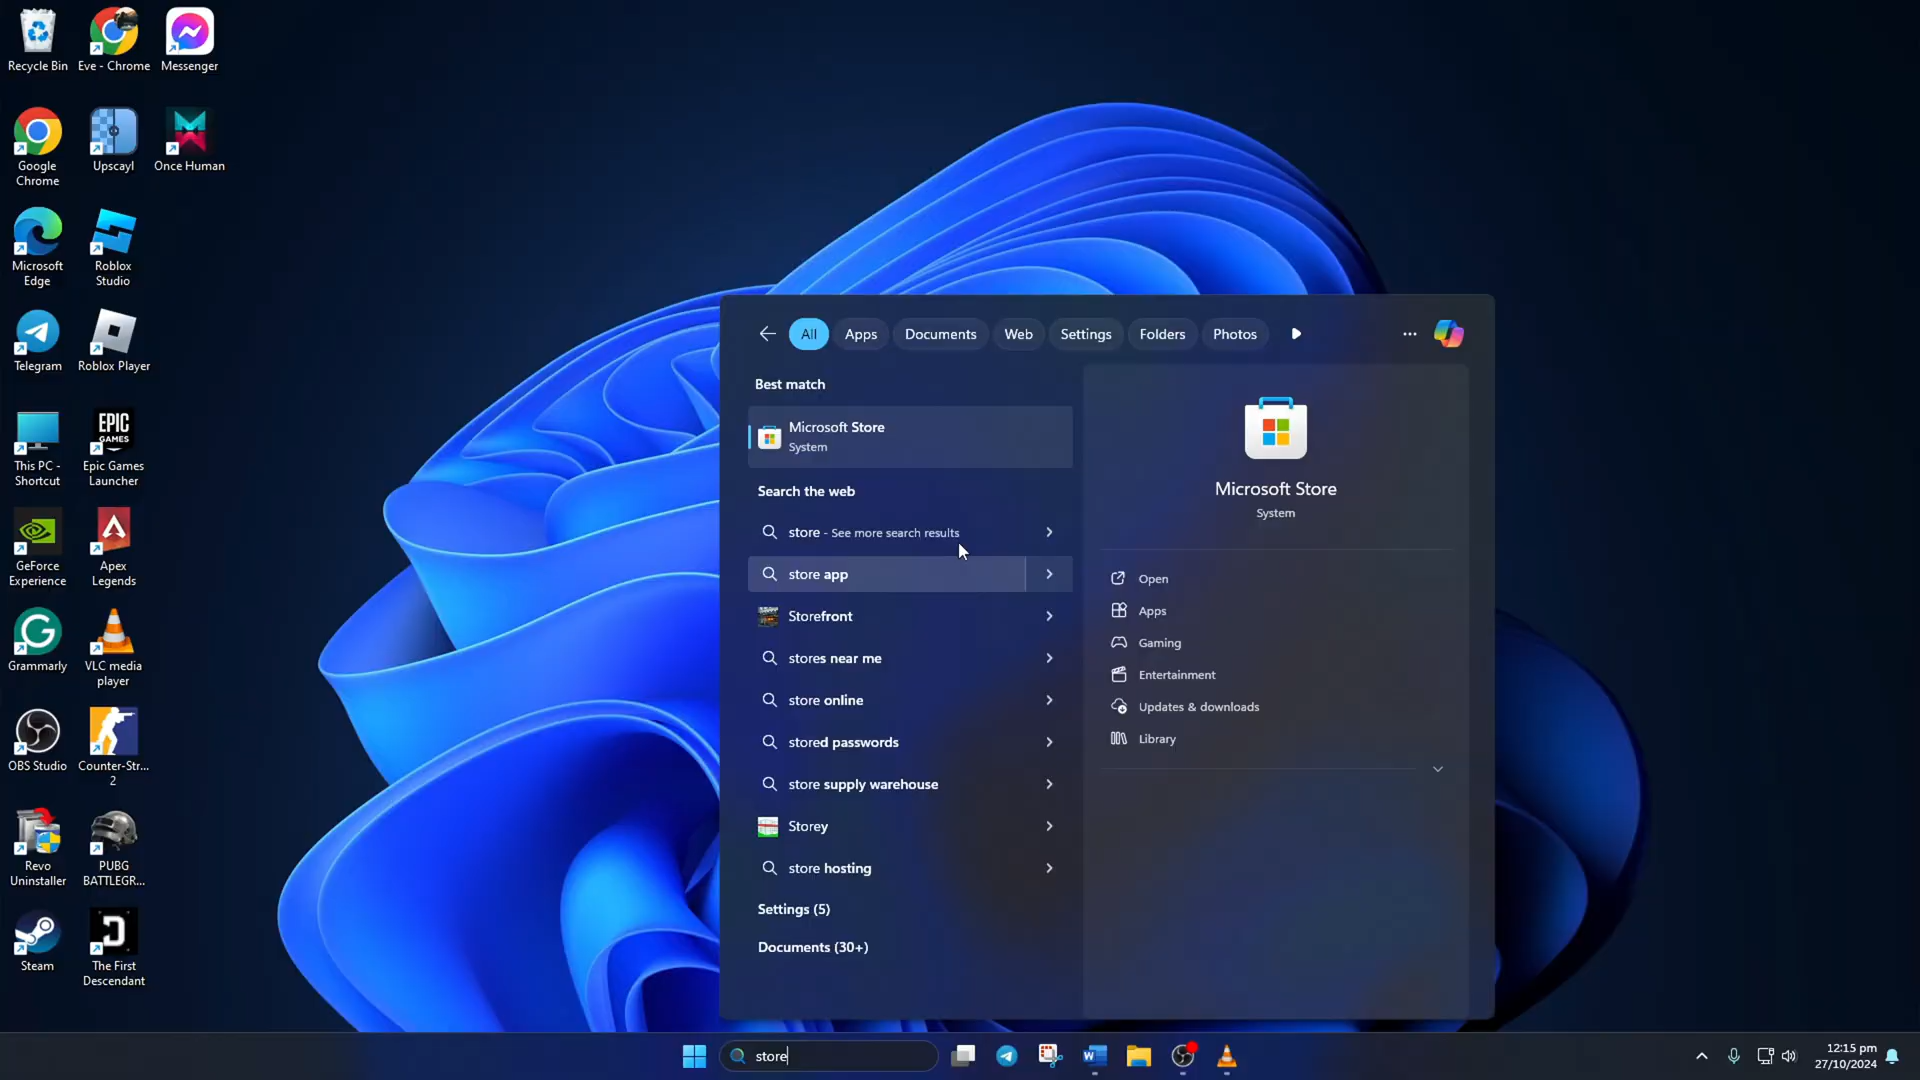 Recycle Bin
Eve - Chrome
Messenger
Google
Chrome
Upscayl
Once Human
Microsoft
Edge
Roblox
Studio
Telegram
Roblox Player
This PC -
Shortcut
EPIC
GAMES
Epic Games
Launcher
GeForce
Experience
Apex
Legends
Grammarly
VLC media
player
OBS Studio
Counter-Str...
2
Revo
Uninstaller
PUBG
BATTLEGR...
Steam
The First
Descendant
All
Apps
Documents
Web
Settings
Folders
Photos
Best match
Microsoft Store
System
Search the web
store - See more search results
store app
Storefront
stores near me
store online
stored passwords
store supply warehouse
Storey
store hosting
Settings (5)
Documents (30+)
Microsoft Store
System
Open
Apps
Gaming
Entertainment
Updates & downloads
Library
store
12:15 pm
27/10/2024